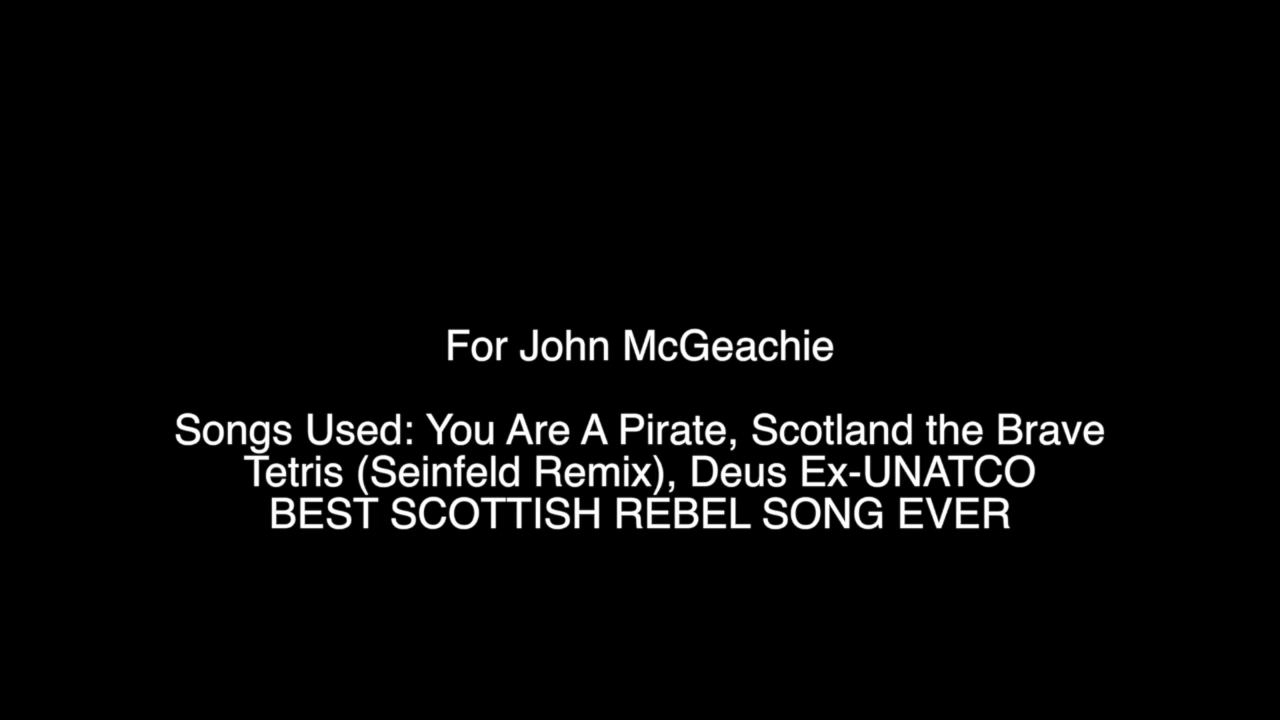 For John McGeachie
Songs Used: You Are A Pirate, Scotland the Brave
Tetris (Seinfeld Remix), Deus Ex-UNATCO
BEST SCOTTISH REBEL SONG EVER